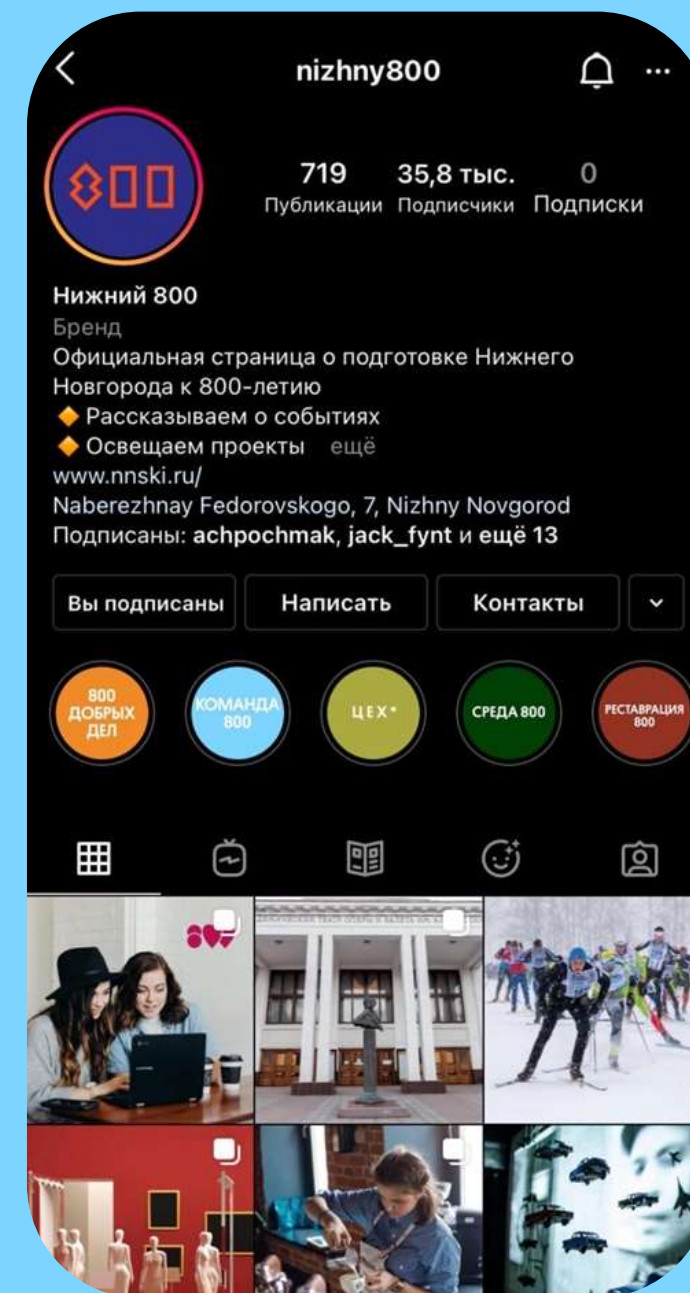 nizhny800
800
719 35,8 тыс. 0
Публикации Подписчики Подписки
Нижний 800
Бренд
Официальная страница о подготовке Нижнего
Новгорода к 800-летию
🔶 Рассказываем о событиях
🔶 Освещаем проекты ещё
www.nnski.ru/
Naberezhnay Fedorovskogo, 7, Nizhny Novgorod
Подписаны: achpochmak, jack_fynt и ещё 13
Вы подписаны Написать Контакты
800
ДОБРЫХ
ДЕЛ
КОМАНДА
800
ЦЕХ*
СРЕДА 800
РЕСТАВРАЦИЯ
800